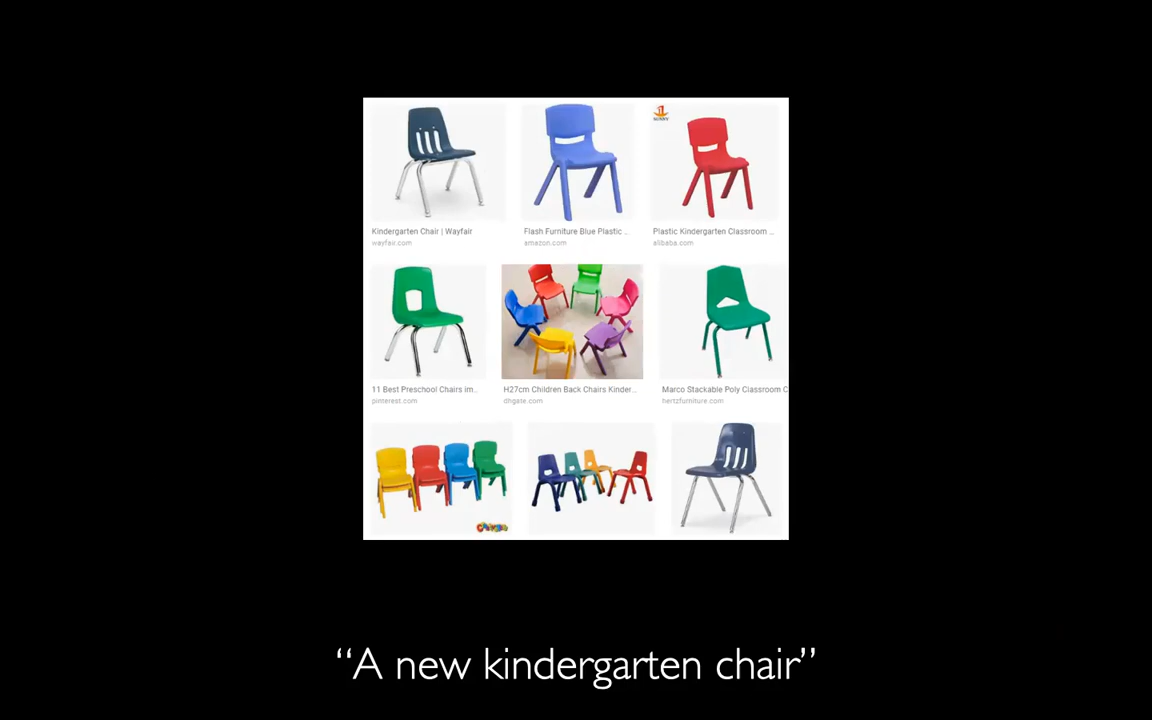 SUNNY
Kindergarten Chair | Wayfair
wayfair.com
Flash Furniture Blue Plastic ..
amazon.com
Plastic Kindergarten Classroom ..
alibaba.com
11 Best Preschool Chairs im..
pinterest.com
H27cm Children Back Chairs Kinder...
dhgate.com
Marco Stackable Poly Classroom C
hertzfurniture.com
“A new kindergarten chair”